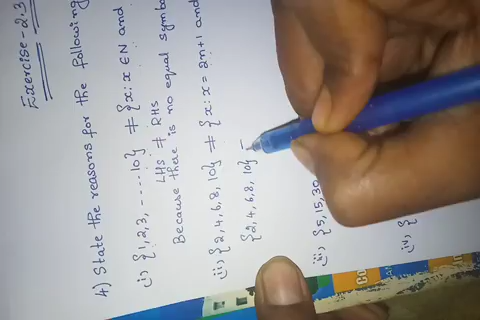 Exercise-2.3
4) State the reasons for the following
(i) {1,2,3, ......10} ≠ {x: x ∈ N and
LHS ≠ RHS
Because there is no equal symbo
(ii) {2,4,6,8,10} ≠ {x: x = 2n+1 and
{2,4,6,8,10}
(iii) {5,15,30
(iv) {